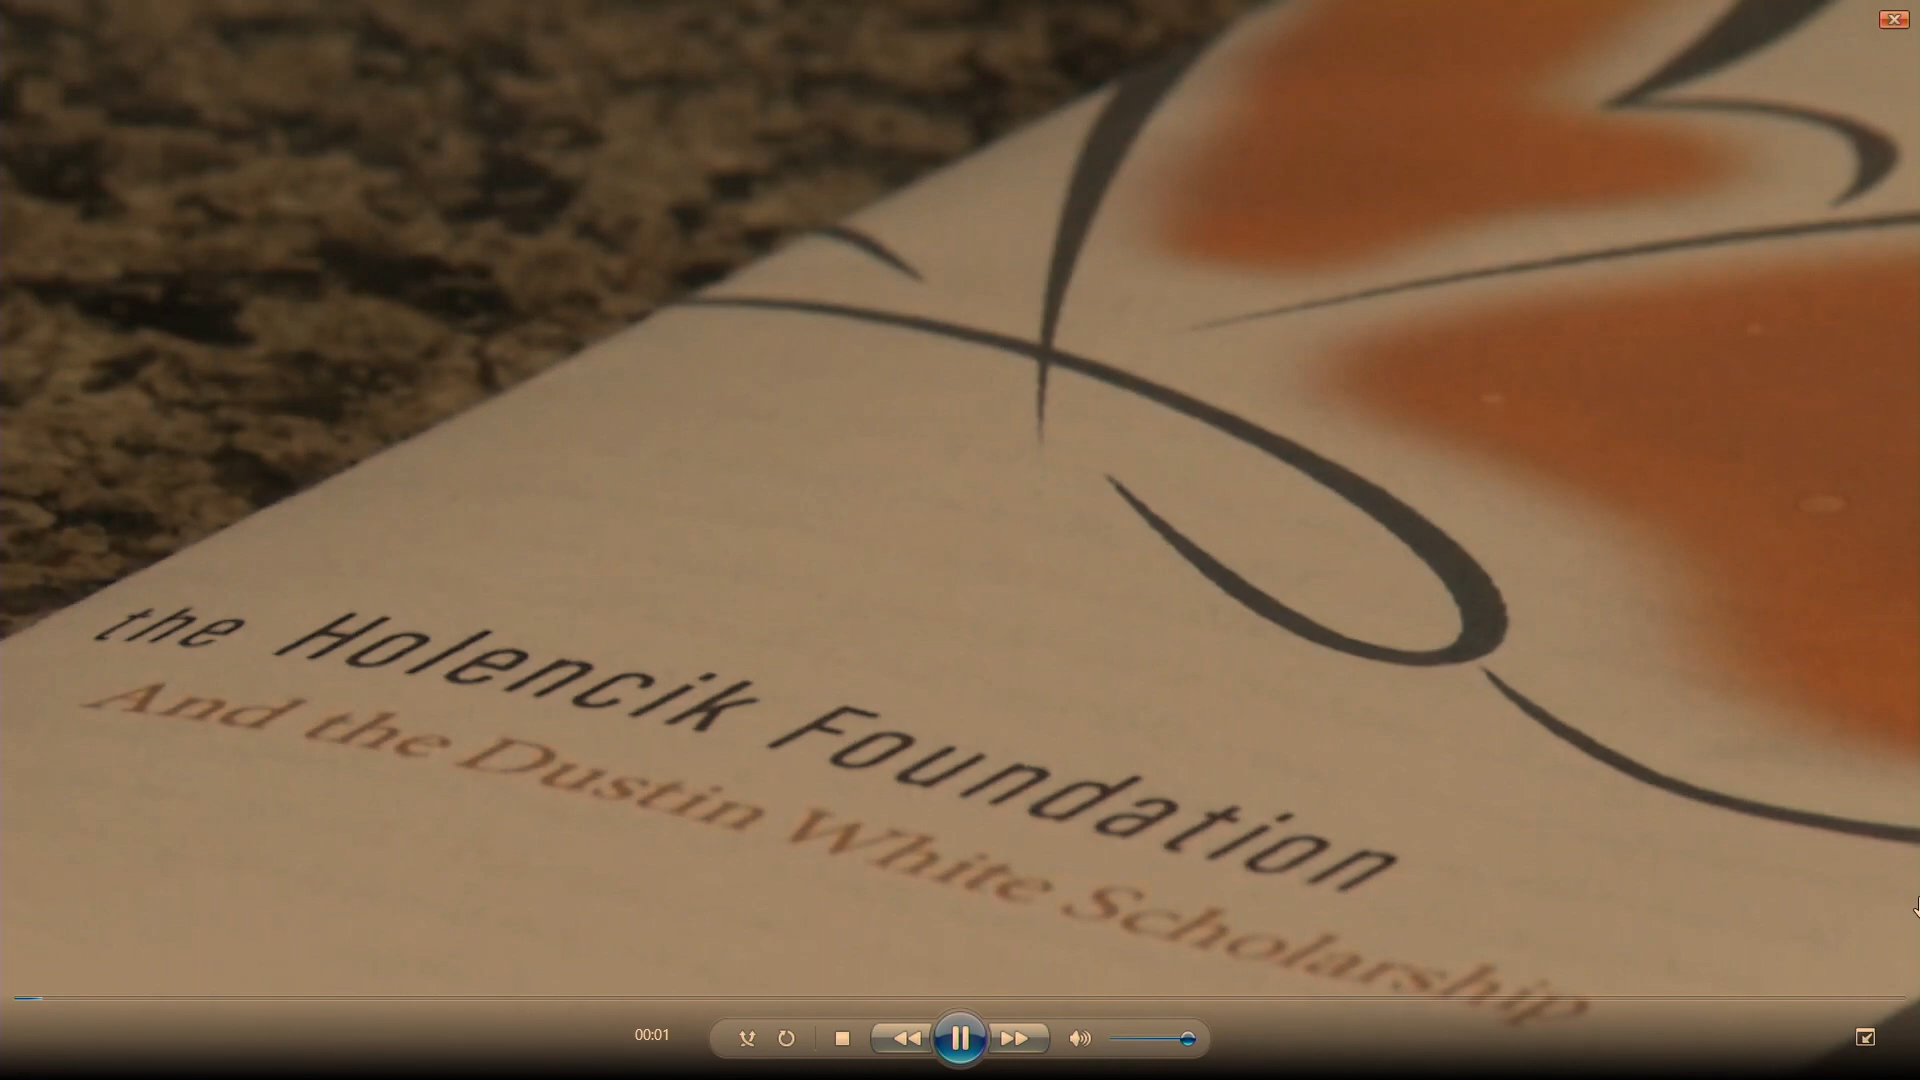 the Holencik Foundation
And the Dustin White Scholarship
00:01